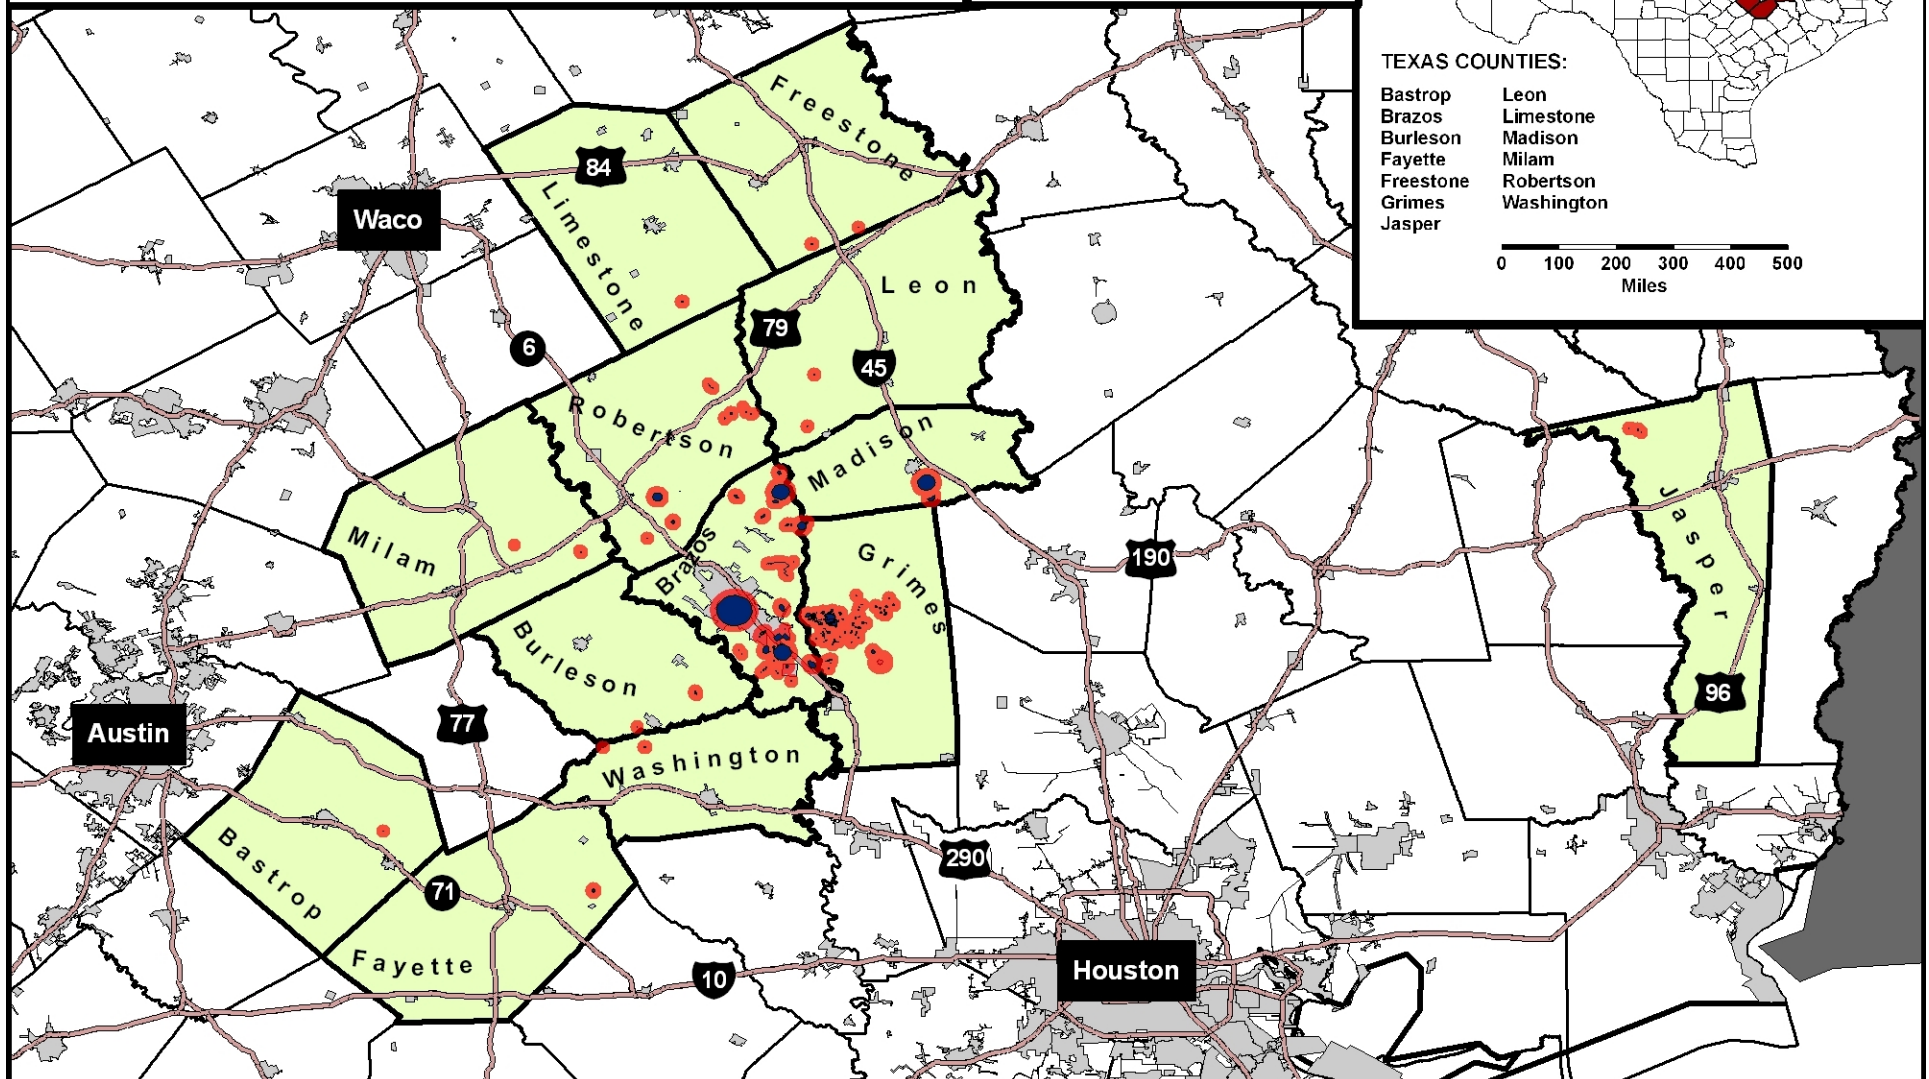 TEXAS COUNTIES:
Bastrop
Brazos
Burleson
Fayette
Freestone
Grimes
Jasper
Leon
Limestone
Madison
Milam
Robertson
Washington
0 100 200 300 400 500
Miles
Freestone
84
Limestone
Waco
Leon
79
6
45
Robertson
Madison
Milam
Brazos
Grimes
190
Jasper
Burleson
96
77
Austin
Washington
Bastrop
290
71
Fayette
10
Houston